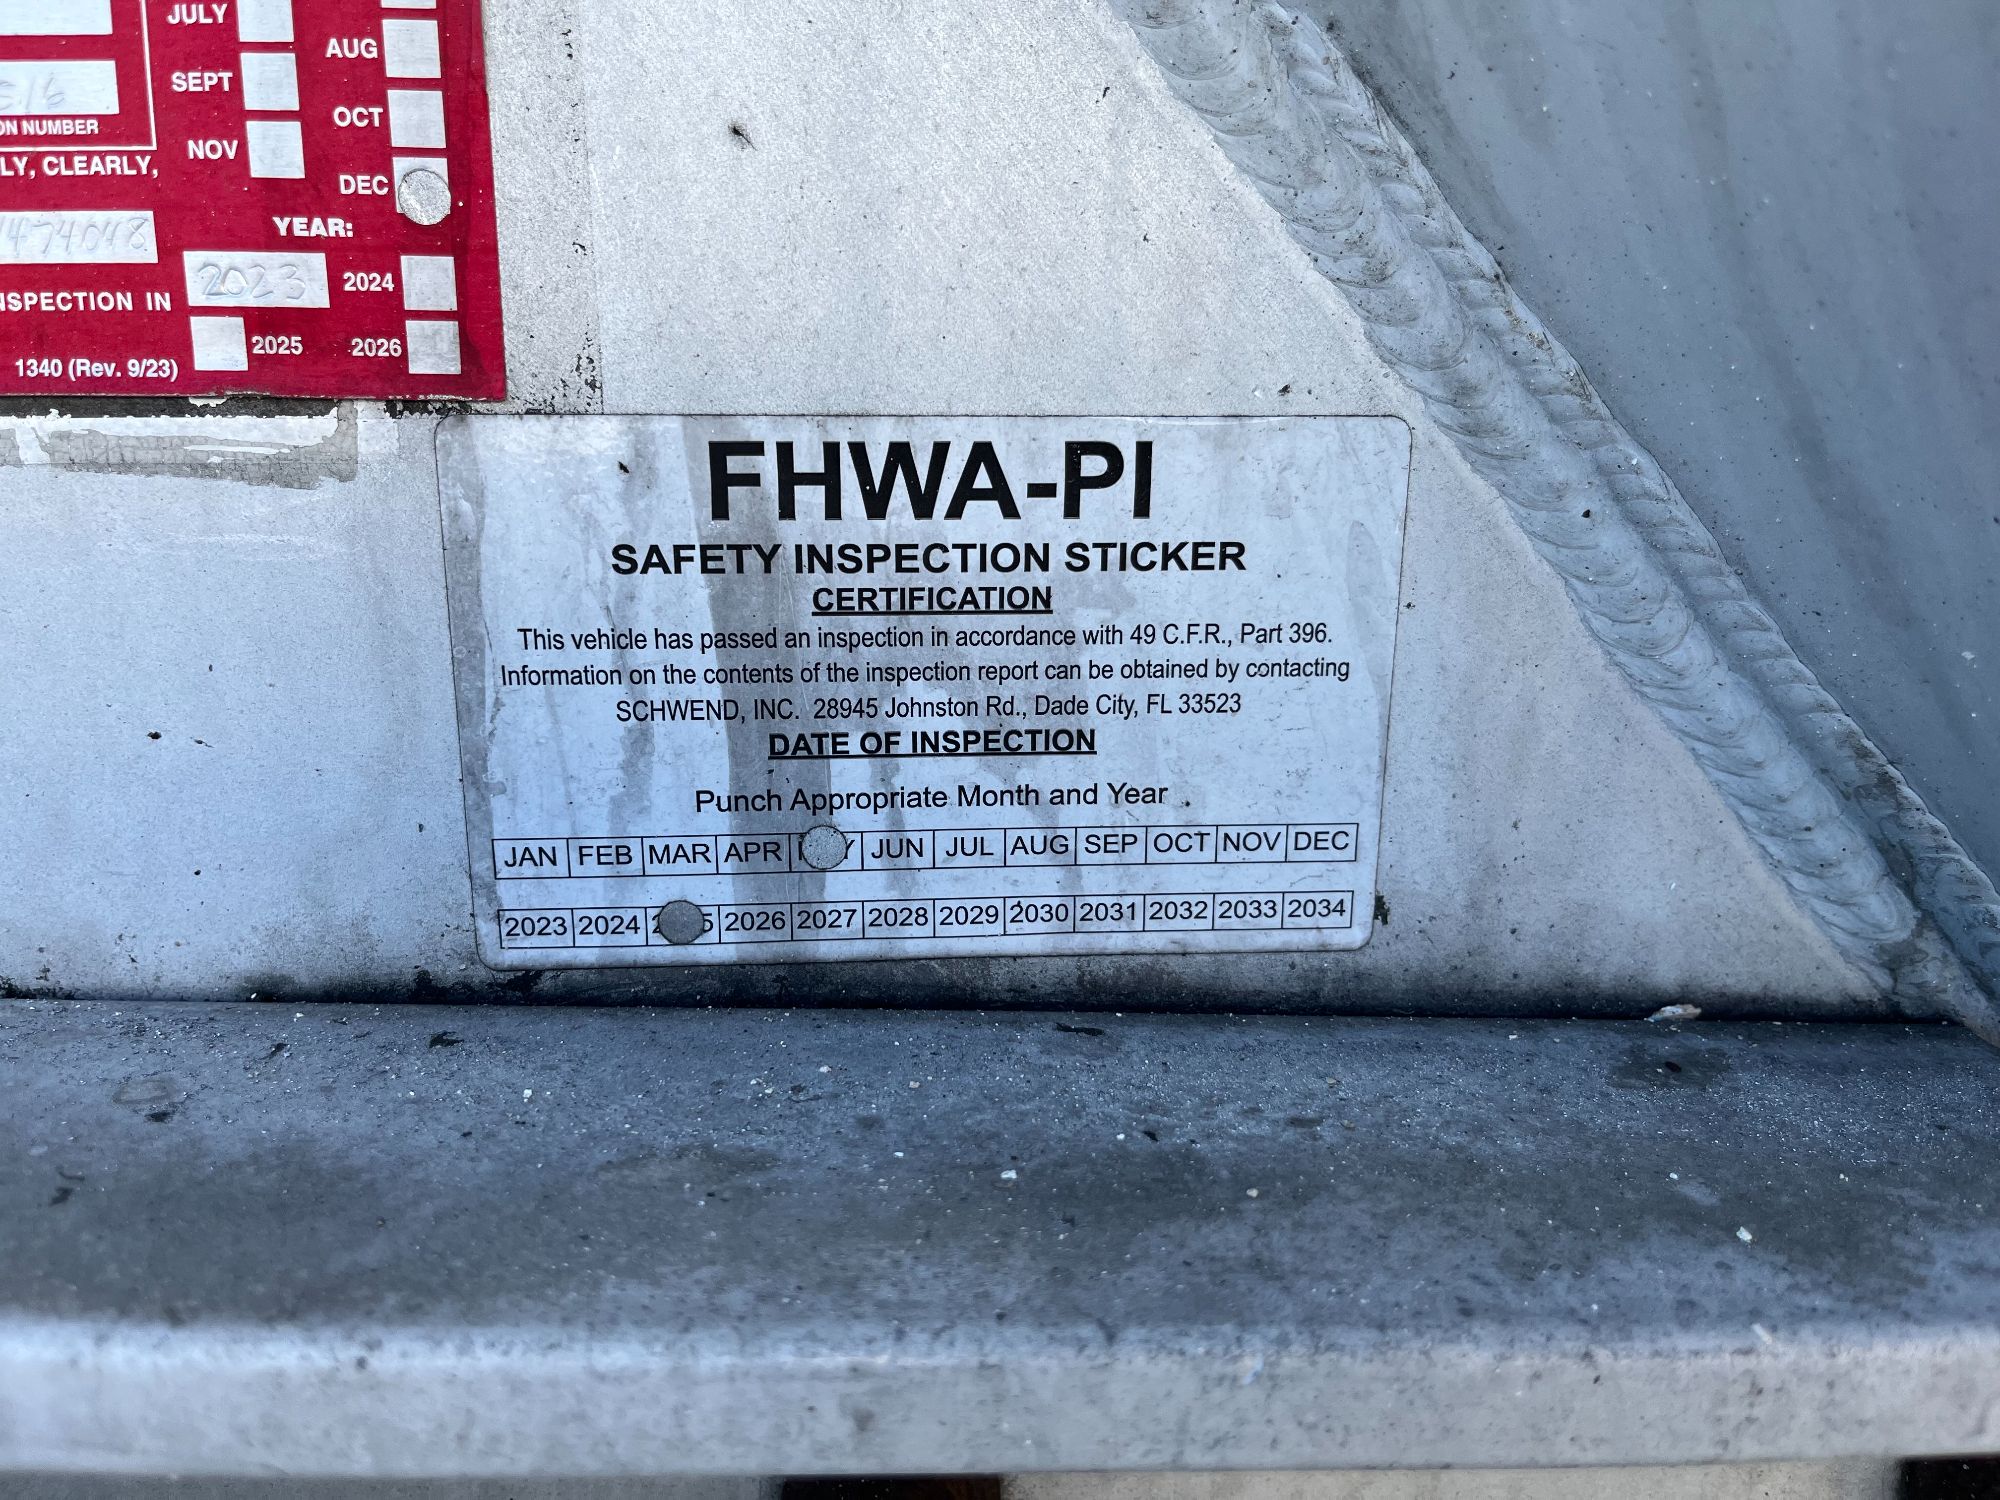 JULY
AUG
SEPT
516
ON NUMBER
OCT
NOV
LY, CLEARLY,
DEC
YEAR:
1474048
2023 2024
NSPECTION IN
2025 2026
1340 (Rev. 9/23)
FHWA-PI
SAFETY INSPECTION STICKER
CERTIFICATION
This vehicle has passed an inspection in accordance with 49 C.F.R., Part 396.
Information on the contents of the inspection report can be obtained by contacting
SCHWEND, INC. 28945 Johnston Rd., Dade City, FL 33523
DATE OF INSPECTION
Punch Appropriate Month and Year
JAN FEB MAR APR MAY JUN JUL AUG SEP OCT NOV DEC
2023 2024 2025 2026 2027 2028 2029 2030 2031 2032 2033 2034